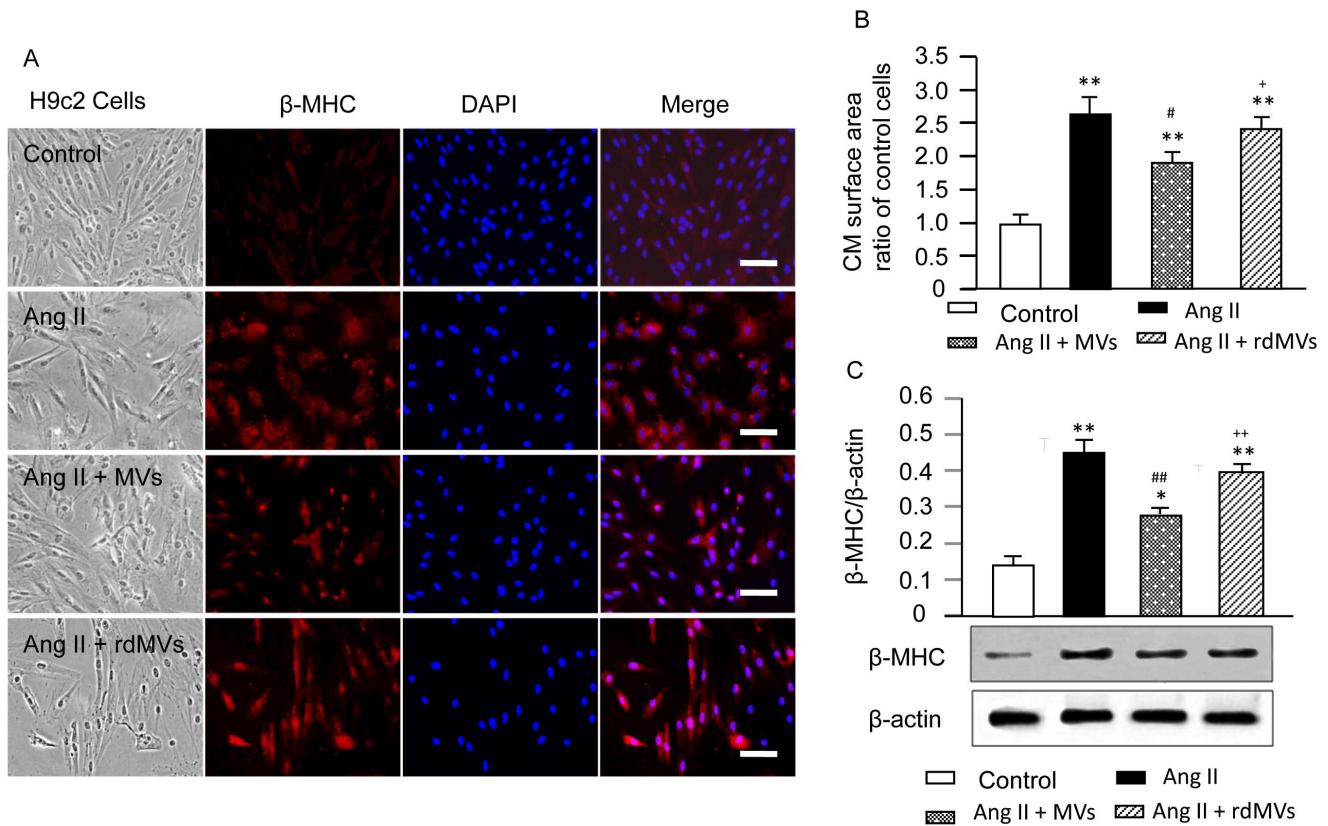 A
H9c2 Cells
β-MHC
DAPI
Merge
Control
Ang II
Ang II + MVs
Ang II + rdMVs
B
CM surface area
ratio of control cells
3.5
3.0
2.5
2.0
1.5
1.0
0.5
0
**
#
**
+
**
Control
Ang II
Ang II + MVs
Ang II + rdMVs
C
β-MHC/β-actin
0.6
0.5
0.4
0.3
0.2
0.1
0
**
##
*
++
**
β-MHC
β-actin
Control
Ang II
Ang II + MVs
Ang II + rdMVs